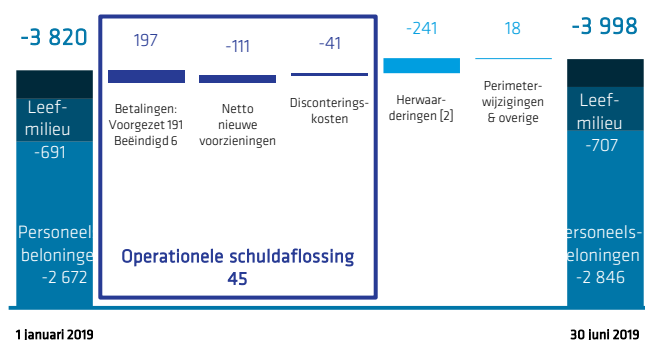 -3 820
197
-111
-41
-241
18
-3 998
Leef-
milieu
-691
Betalingen:
Voorgezet 191
Beëindigd 6
Netto
nieuwe
voorzieningen
Disconterings-
kosten
Herwaar-
deringen [2]
Perimeter-
wijzigingen
& overige
Leef-
milieu
-707
Personeel
beloninge
-2 672
Operationele schuldaflossing
45
ersoneels-
eloningen
-2 846
1 januari 2019
30 juni 2019